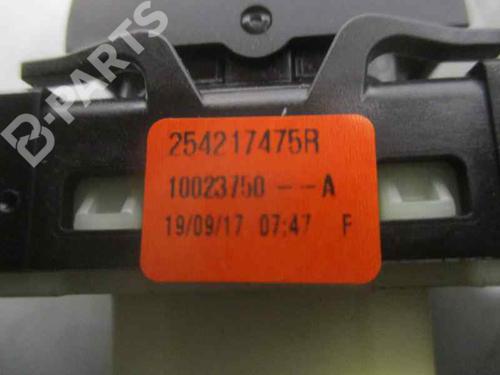 B-PARTS
254217475R
10023750 -- A
19/09/17 07:47 F